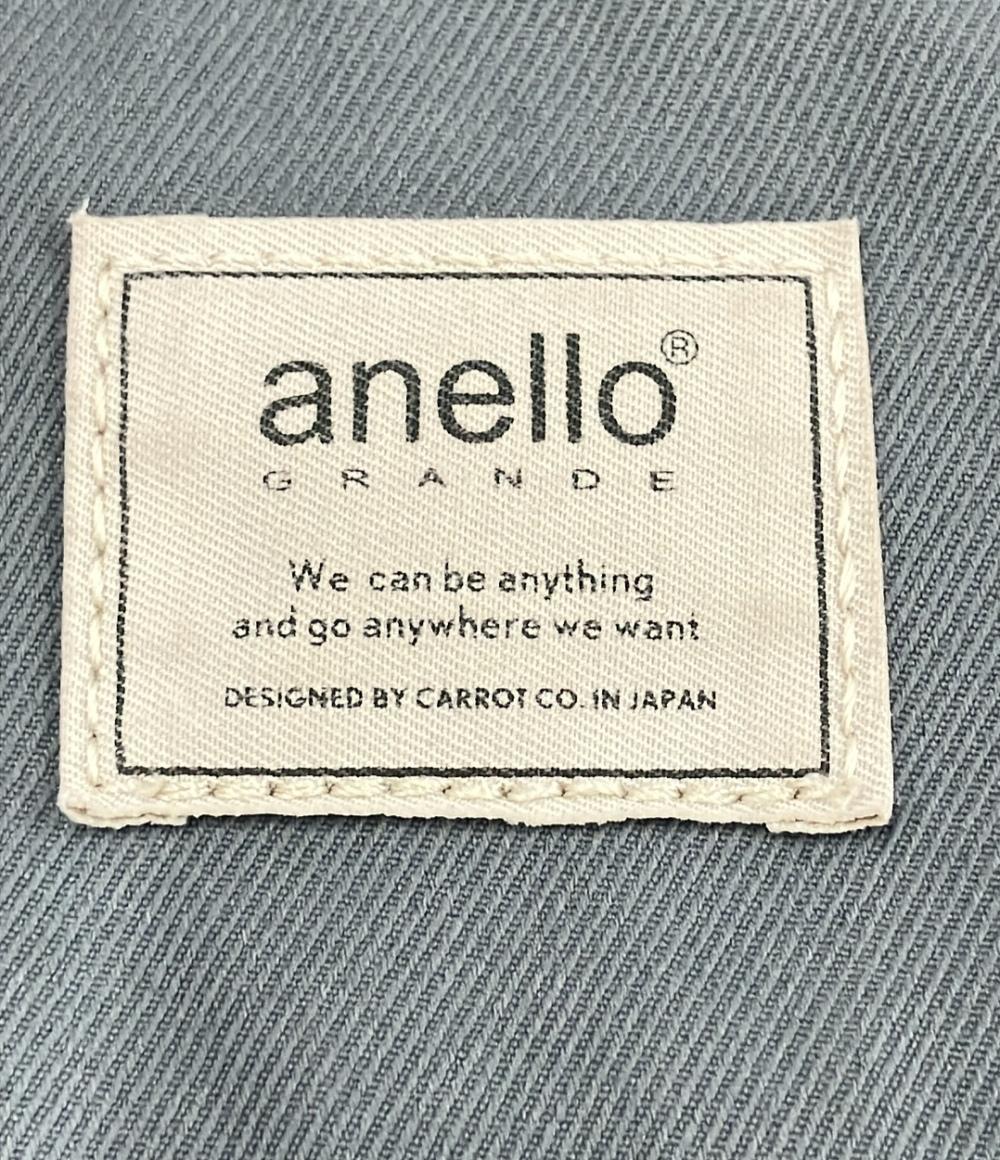 anello®
GRANDE
We can be anything
and go anywhere we want
DESIGNED BY CARROT CO. IN JAPAN